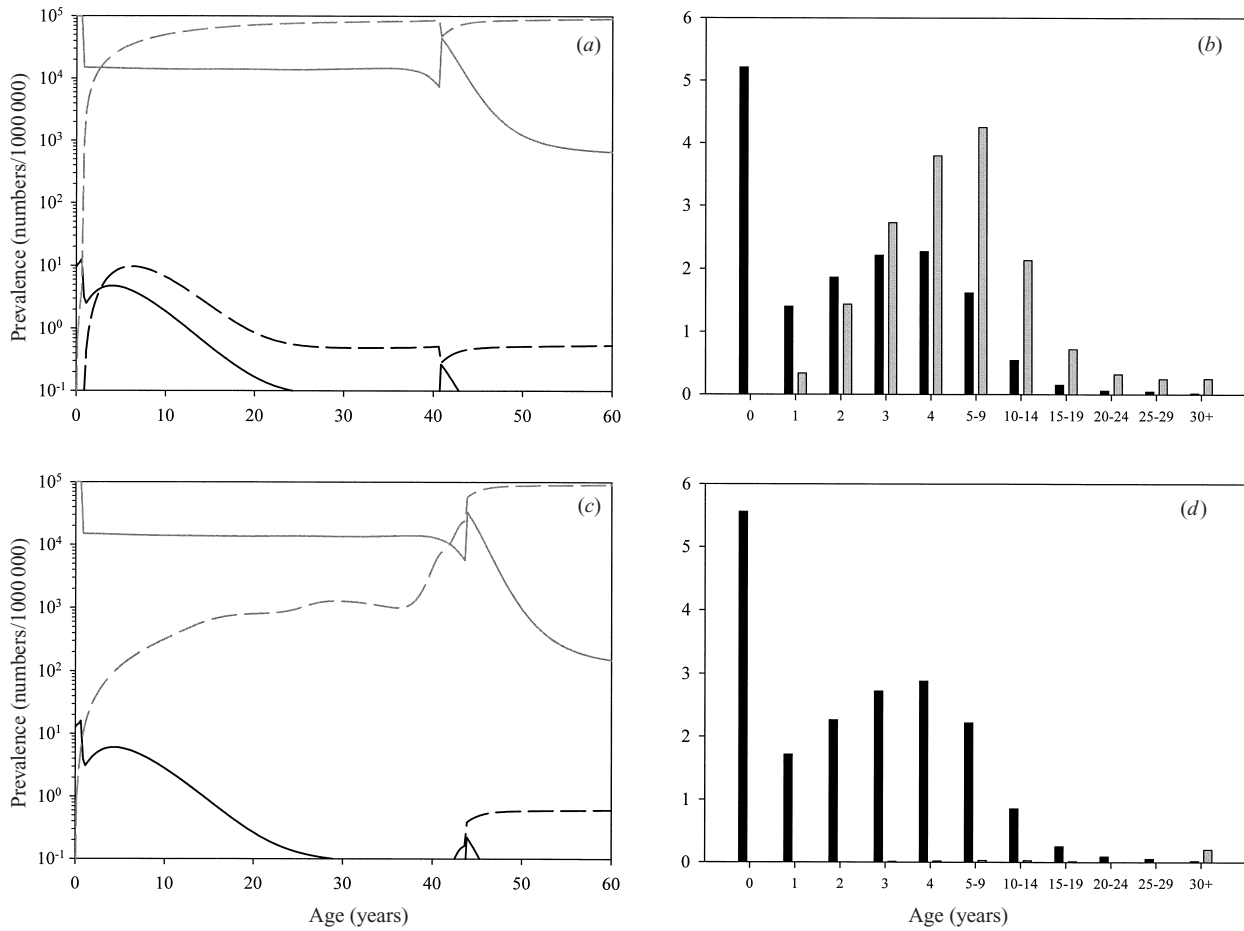 (a)
Prevalence (numbers/1000 000)
10^5
10^4
10^3
10^2
10^1
10^0
10^-1
0 10 20 30 40 50 60
(b)
6
5
4
3
2
1
0
0 1 2 3 4 5-9 10-14 15-19 20-24 25-29 30+
(c)
Prevalence (numbers/1000 000)
10^5
10^4
10^3
10^2
10^1
10^0
10^-1
0 10 20 30 40 50 60
Age (years)
(d)
6
5
4
3
2
1
0
0 1 2 3 4 5-9 10-14 15-19 20-24 25-29 30+
Age (years)